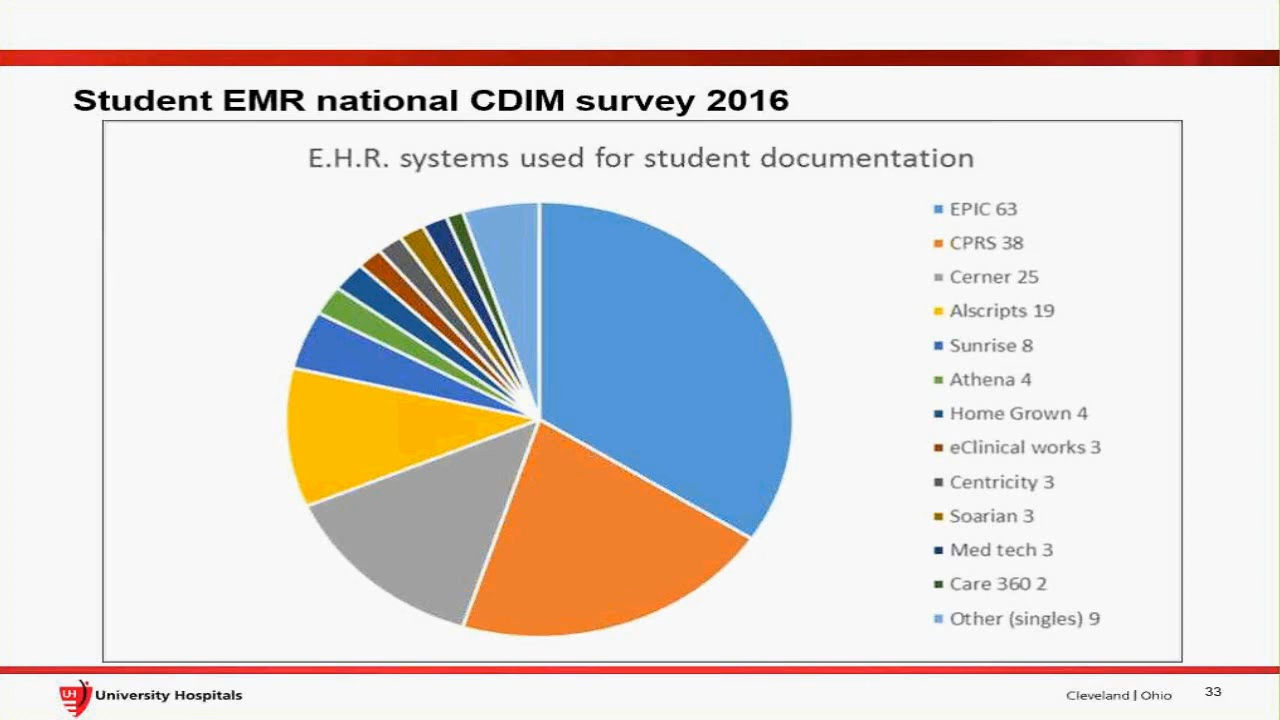 Student EMR national CDIM survey 2016
E.H.R. systems used for student documentation
EPIC 63
CPRS 38
Cerner 25
Alscripts 19
Sunrise 8
Athena 4
Home Grown 4
eClinical works 3
Centricity 3
Soarian 3
Med tech 3
Care 360 2
Other (singles) 9
UH University Hospitals
Cleveland | Ohio 33